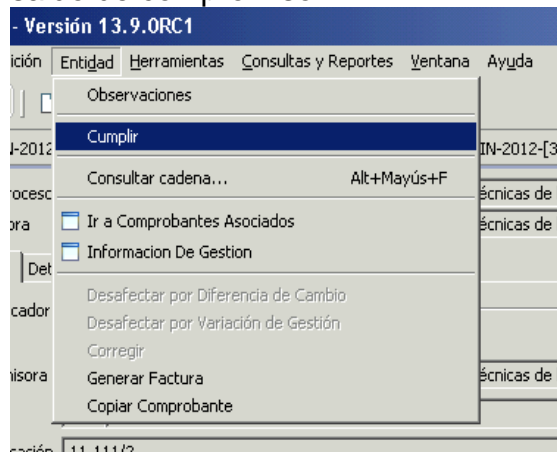 - Versión 13.9.0RC1
ición Entidad Herramientas Consultas y Reportes Ventana Ayuda
Observaciones
Cumplir
N-2012 IN-2012-[3
Consultar cadena... Alt+Mayús+F
rocesc écnicas de
ora Ir a Comprobantes Asociados écnicas de
Informacion De Gestion
Det
Desafectar por Diferencia de Cambio
cador
Desafectar por Variación de Gestión
Corregir
nisora Generar Factura écnicas de
Copiar Comprobante
11-111/2